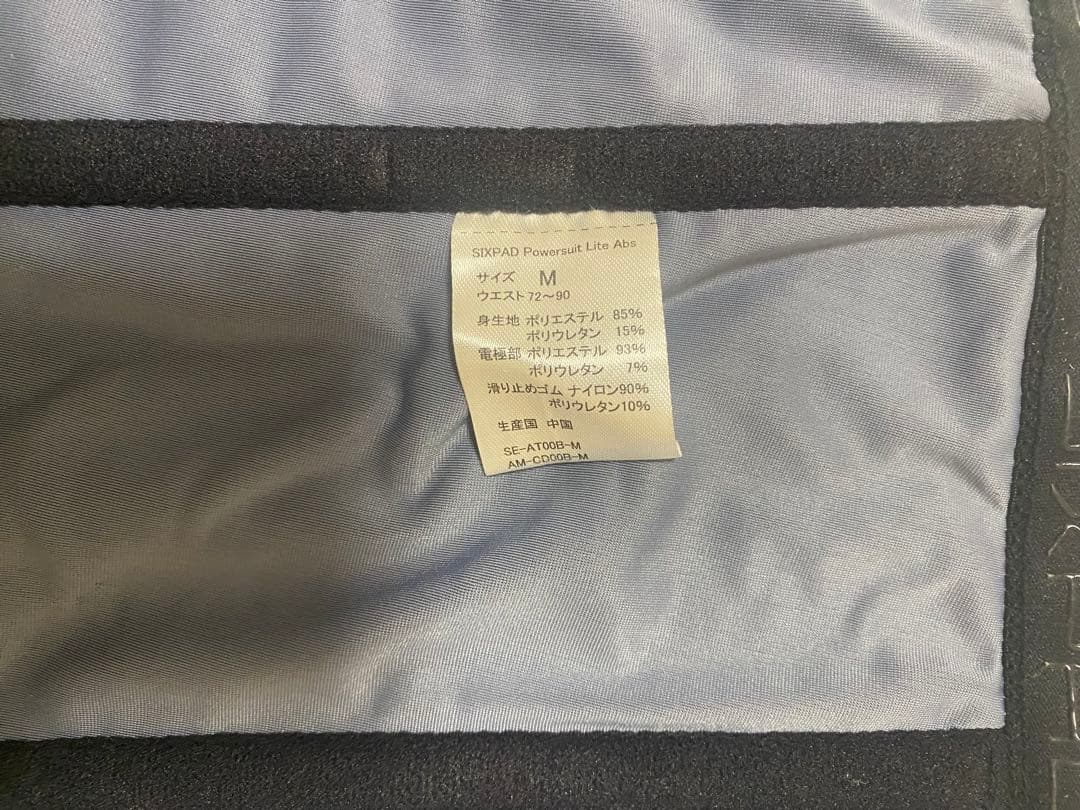 SIXPAD Powersuit Lite Abs
サイズ M
ウエスト 72〜90
身生地 ポリエステル 85%
ポリウレタン 15%
電極部 ポリエステル 93%
ポリウレタン 7%
滑り止めゴム ナイロン90%
ポリウレタン10%
生産国 中国
SE-AT00B-M
AM-CD00B-M